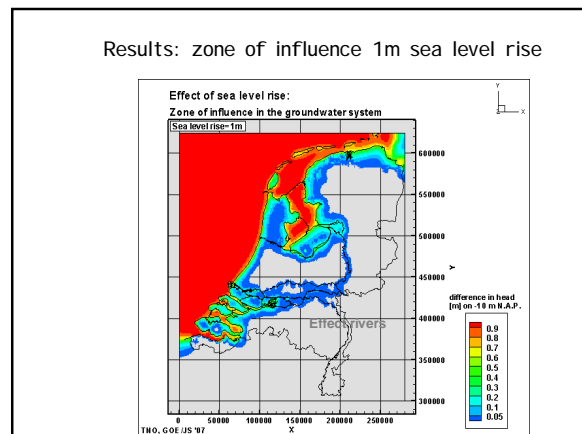 Results: zone of influence 1m sea level rise
Effect of sea level rise:
Zone of influence in the groundwater system
Sea level rise=1m
Y
Z X
600000
550000
500000
450000
400000
350000
300000
Y
difference in head
[m] on -10 m N.A.P.
0.9
0.8
0.7
0.6
0.5
0.4
0.3
0.2
0.1
0.05
Effect rivers
0 50000 100000 150000 200000 250000
X
TNO, GOE/JS '07